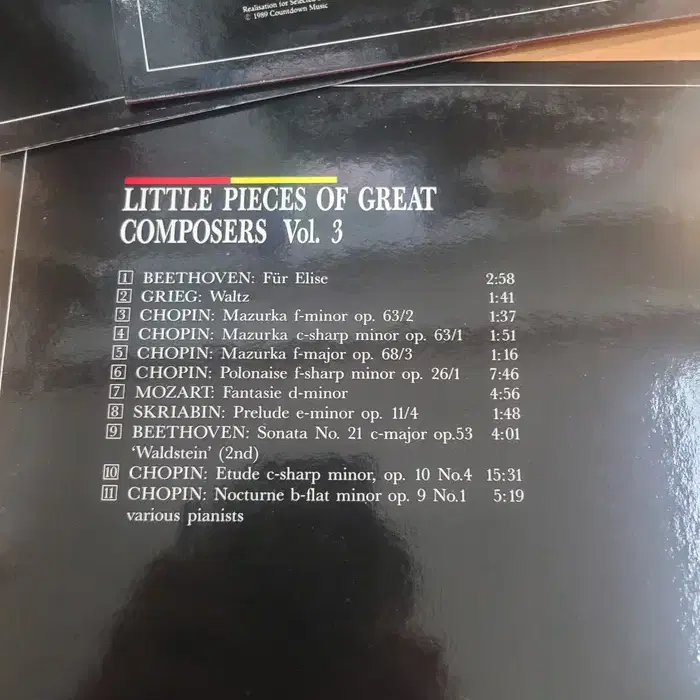 Realisation for Selected
© 1989 Countdown Music
LITTLE PIECES OF GREAT
COMPOSERS Vol. 3
1 BEETHOVEN: Für Elise 2:58
2 GRIEG: Waltz 1:41
3 CHOPIN: Mazurka f-minor op. 63/2 1:37
4 CHOPIN: Mazurka c-sharp minor op. 63/1 1:51
5 CHOPIN: Mazurka f-major op. 68/3 1:16
6 CHOPIN: Polonaise f-sharp minor op. 26/1 7:46
7 MOZART: Fantasie d-minor 4:56
8 SKRIABIN: Prelude e-minor op. 11/4 1:48
9 BEETHOVEN: Sonata No. 21 c-major op.53 4:01
‘Waldstein’ (2nd)
10 CHOPIN: Etude c-sharp minor, op. 10 No.4 15:31
11 CHOPIN: Nocturne b-flat minor op. 9 No.1 5:19
various pianists